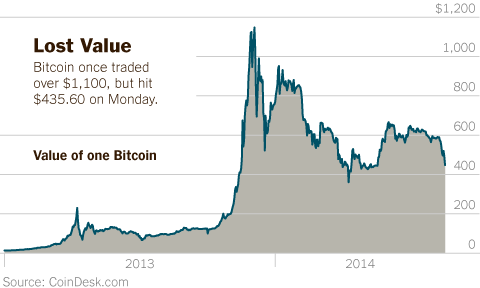 $1,200
Lost Value
Bitcoin once traded
over $1,100, but hit
$435.60 on Monday.
1,000
800
600
Value of one Bitcoin
400
200
0
2013
2014
Source: CoinDesk.com